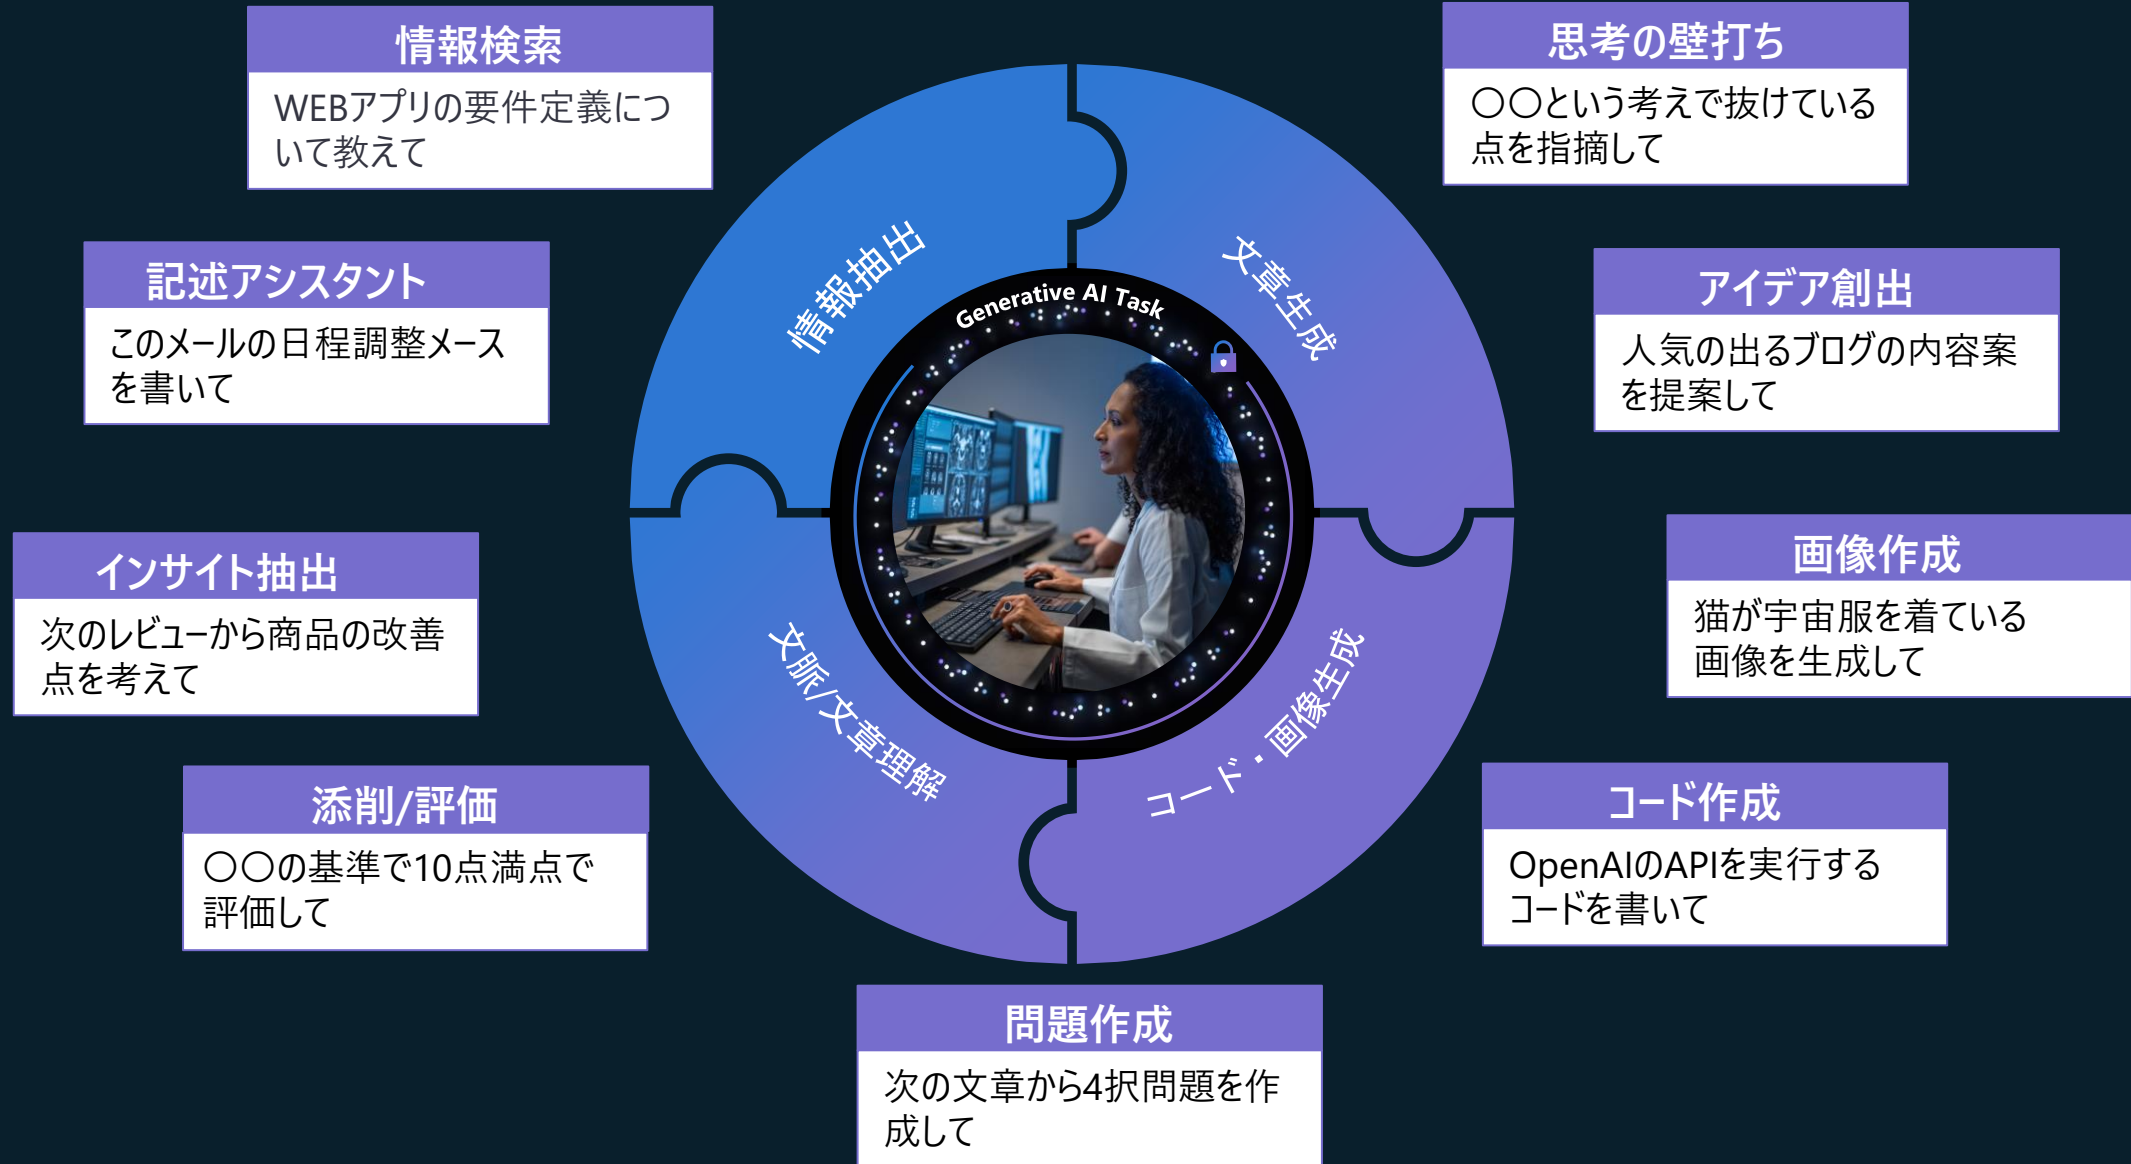 情報検索
WEBアプリの要件定義につ
いて教えて
思考の壁打ち
〇〇という考えで抜けている
点を指摘して
記述アシスタント
このメールの日程調整メース
を書いて
アイデア創出
人気の出るブログの内容案
を提案して
情報抽出
文章生成
Generative AI Task
インサイト抽出
次のレビューから商品の改善
点を考えて
画像作成
猫が宇宙服を着ている
画像を生成して
文脈/文章理解
コード・画像生成
添削/評価
〇〇の基準で10点満点で
評価して
コード作成
OpenAIのAPIを実行する
コードを書いて
問題作成
次の文章から4択問題を作
成して